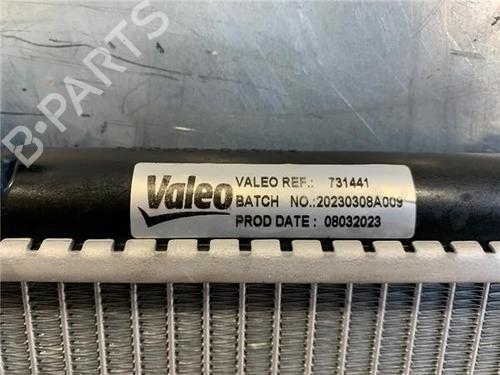 B-PARTS
Valeo
VALEO REF.: 731441
BATCH NO.:20230308A009
PROD DATE : 08032023